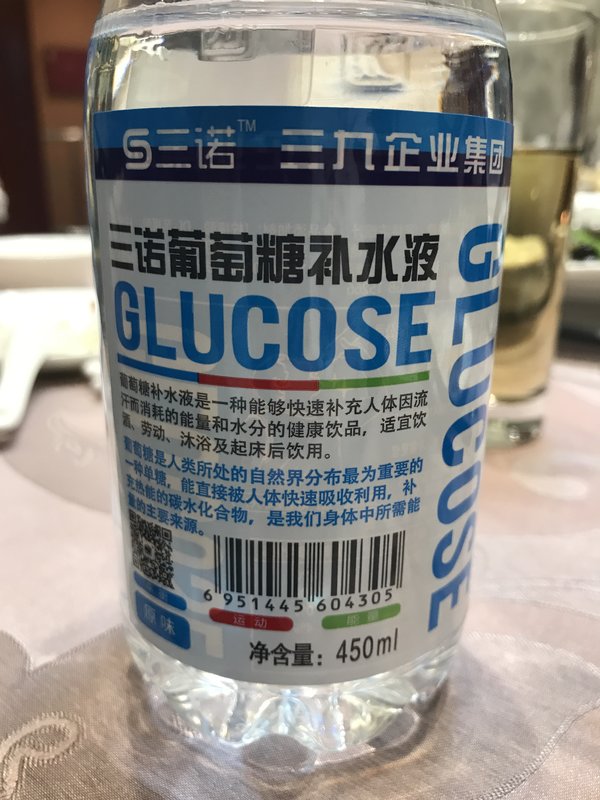 S三诺™ 三九企业集团
三诺葡萄糖补水液
GLUCOSE
葡萄糖补水液是一种能够快速补充人体因流
汗而消耗的能量和水分的健康饮品，适宜饮
酒、劳动、沐浴及起床后饮用。
葡萄糖是人类所处的自然界分布最为重要的
一种单糖，能直接被人体快速吸收利用，补
充热能的碳水化合物，是我们身体中所需能
量的主要来源。
6 951445 604305
运动
能量
原味
净含量：450ml
GLUCOSE